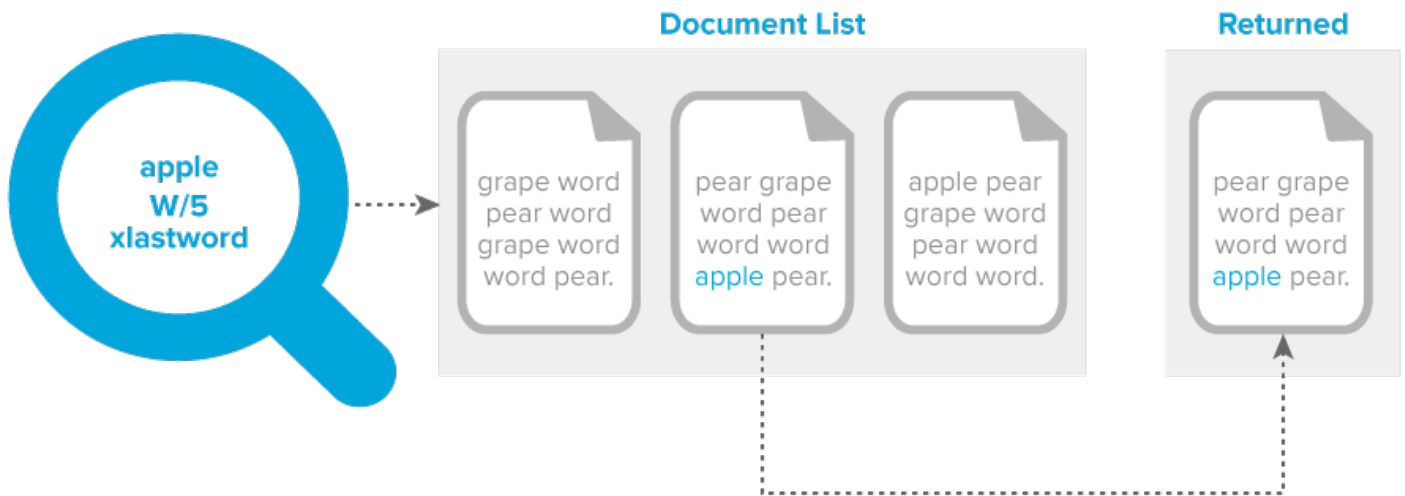 Document List
Returned
apple
W/5
xlastword
grape word
pear word
grape word
word pear.
pear grape
word pear
word word
apple pear.
apple pear
grape word
pear word
word word.
pear grape
word pear
word word
apple pear.